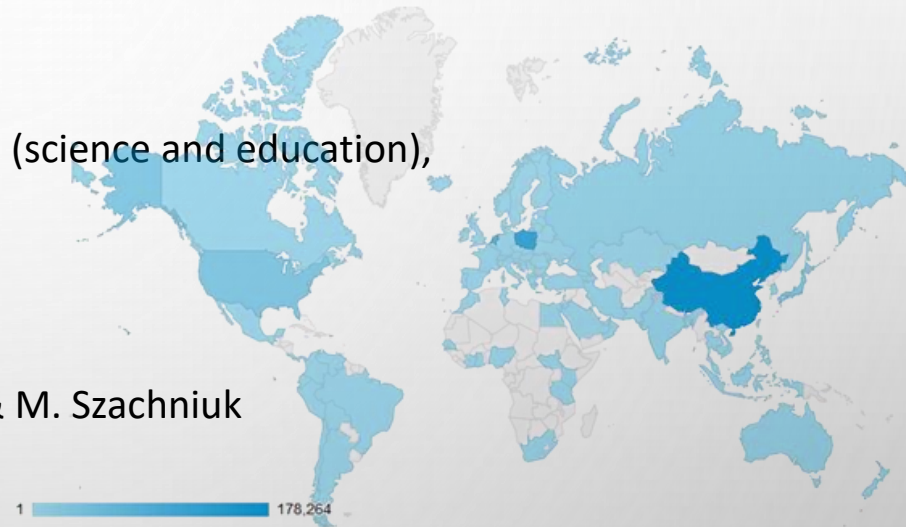 (science and education),
M. Szachniuk
1 178,264